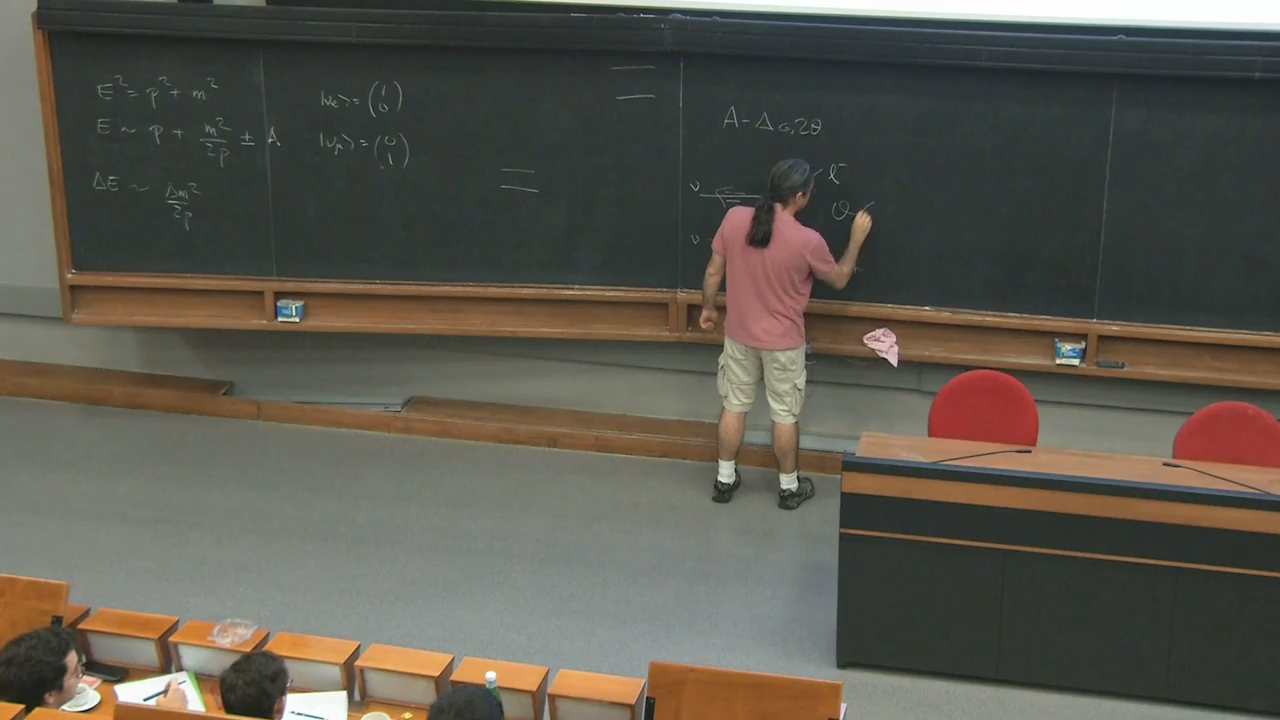 E² = p² + m²
E ~ p + m²/2p ± A
ΔE ~ Δm²/2p
|νe⟩ = (1 0)
|νμ⟩ = (0 1)
A - Δ c,2θ
ν
ℓ⁻
ν
θ